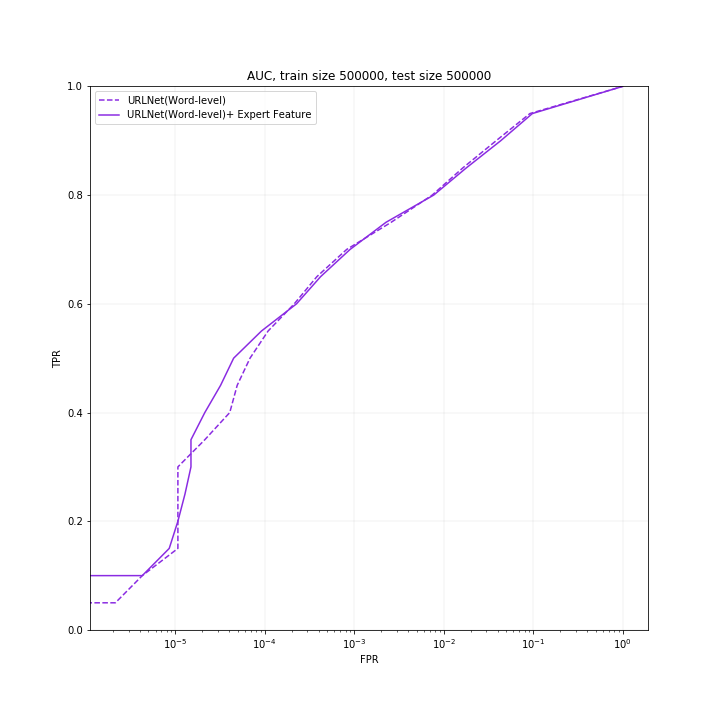 AUC, train size 500000, test size 500000
URLNet(Word-level)
URLNet(Word-level)+ Expert Feature
1.0
0.8
0.6
0.4
0.2
0.0
TPR
10⁻⁵ 10⁻⁴ 10⁻³ 10⁻² 10⁻¹ 10⁰
FPR